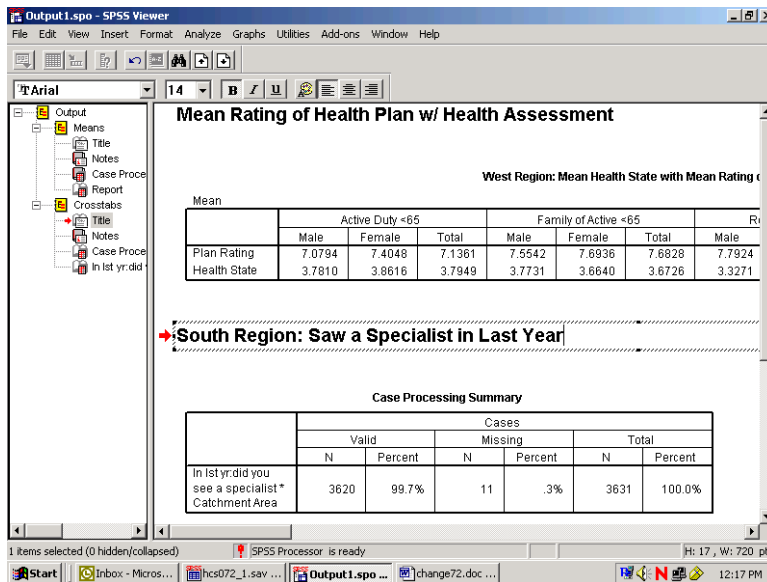 Output1.spo - SPSS Viewer
File Edit View Insert Format Analyze Graphs Utilities Add-ons Window Help
Arial 14 B I U
Output
Means
Title
Notes
Case Proce
Report
Crosstabs
Title
Notes
Case Proce
In lst yr:did
Mean Rating of Health Plan w/ Health Assessment
West Region: Mean Health State with Mean Rating
Mean
Active Duty <65 Family of Active <65
Male Female Total Male Female Total Male
Plan Rating 7.0794 7.4048 7.1361 7.5542 7.6936 7.6828 7.7924
Health State 3.7810 3.8616 3.7949 3.7731 3.6640 3.6726 3.3271
South Region: Saw a Specialist in Last Year
Case Processing Summary
Cases
Valid Missing Total
N Percent N Percent N Percent
In lst yr:did you
see a specialist * 3620 99.7% 11 .3% 3631 100.0%
Catchment Area
1 items selected (0 hidden/collapsed) SPSS Processor is ready H: 17 , W: 720 pt
Start Inbox - Micros... hcs072_1.sav ... Output1.spo ... change72.doc ... 12:17 PM